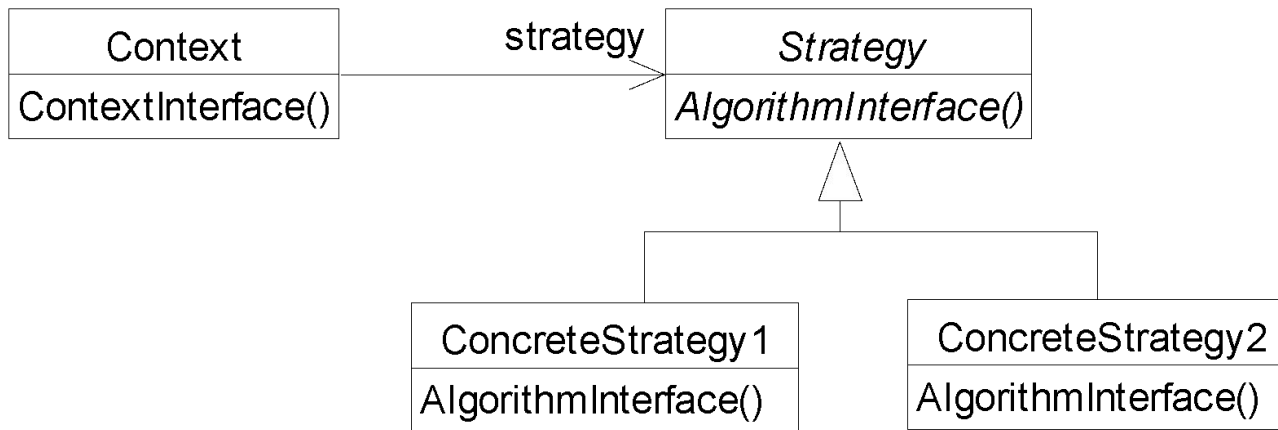 Context
ContextInterface()
strategy
Strategy
AlgorithmInterface()
ConcreteStrategy1
AlgorithmInterface()
ConcreteStrategy2
AlgorithmInterface()